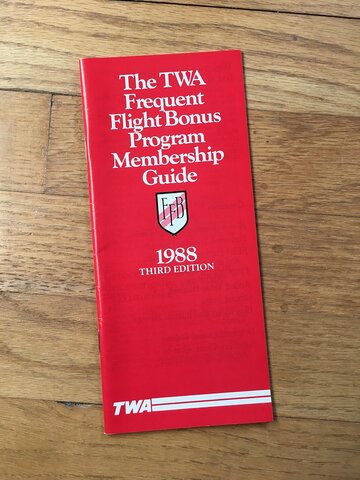 The TWA
Frequent
Flight Bonus
Program
Membership
Guide
FFB
1988
THIRD EDITION
TWA